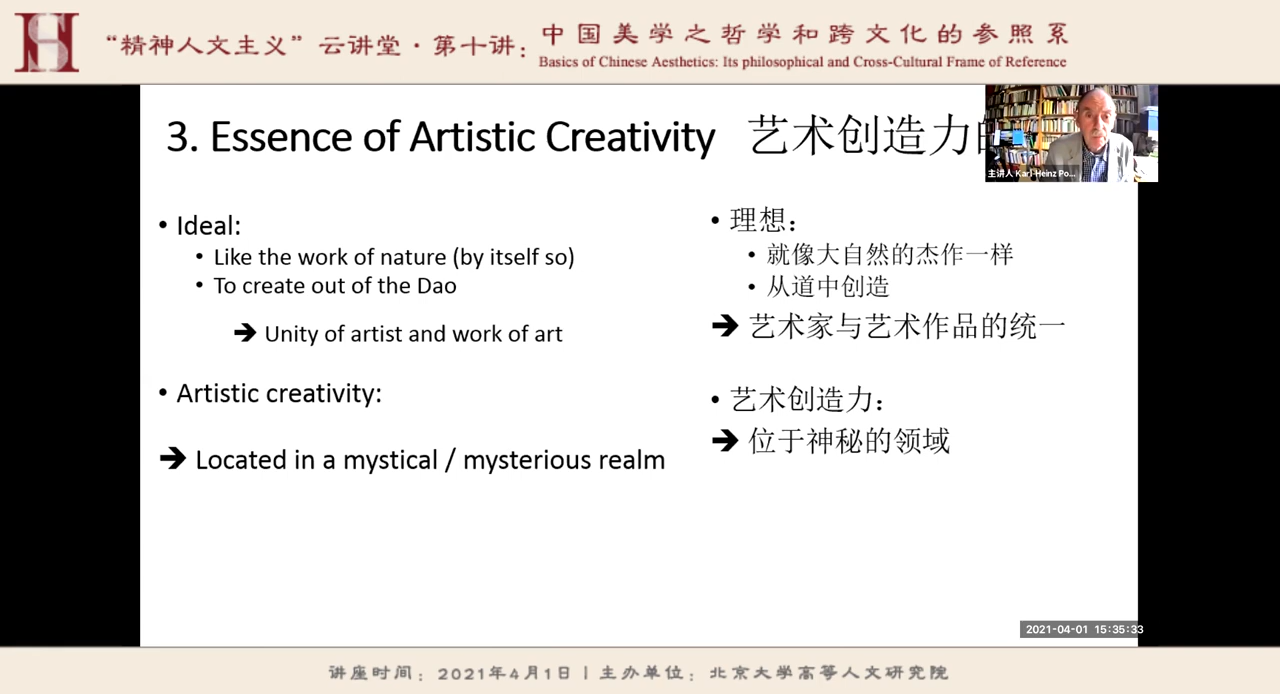 “精神人文主义”云讲堂·第十讲:
中国美学之哲学和跨文化的参照系
Basics of Chinese Aesthetics: Its philosophical and Cross-Cultural Frame of Reference
3. Essence of Artistic Creativity 艺术创造力
主讲人 Karl-Heinz Po...
• Ideal:
• Like the work of nature (by itself so)
• To create out of the Dao
➔ Unity of artist and work of art
• Artistic creativity:
➔ Located in a mystical / mysterious realm
• 理想:
• 就像大自然的杰作一样
• 从道中创造
➔ 艺术家与艺术作品的统一
• 艺术创造力:
➔ 位于神秘的领域
2021-04-01 15:35:33
讲座时间: 2021年4月1日 | 主办单位: 北京大学高等人文研究院